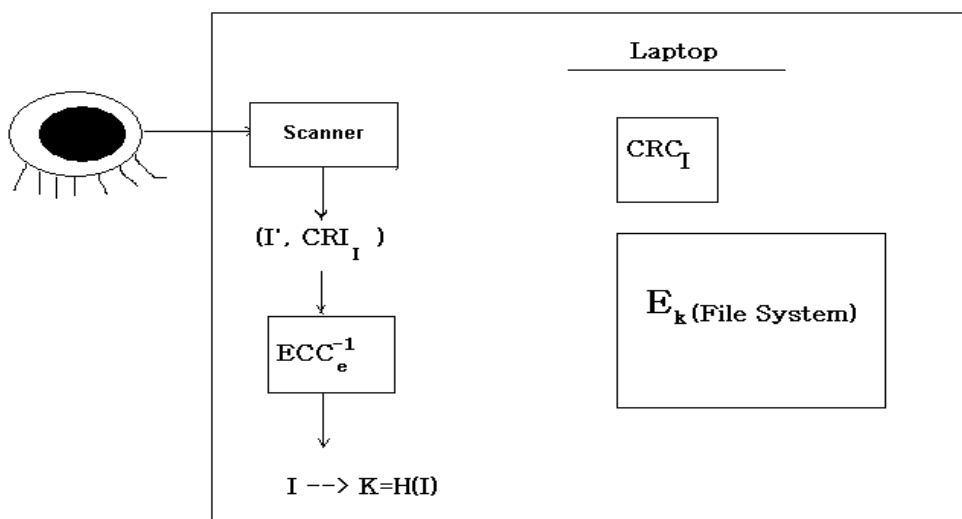 Laptop
Scanner
CRC_I
(I', CRI_I )
E_k (File System)
ECC_e^-1
I --> K=H(I)